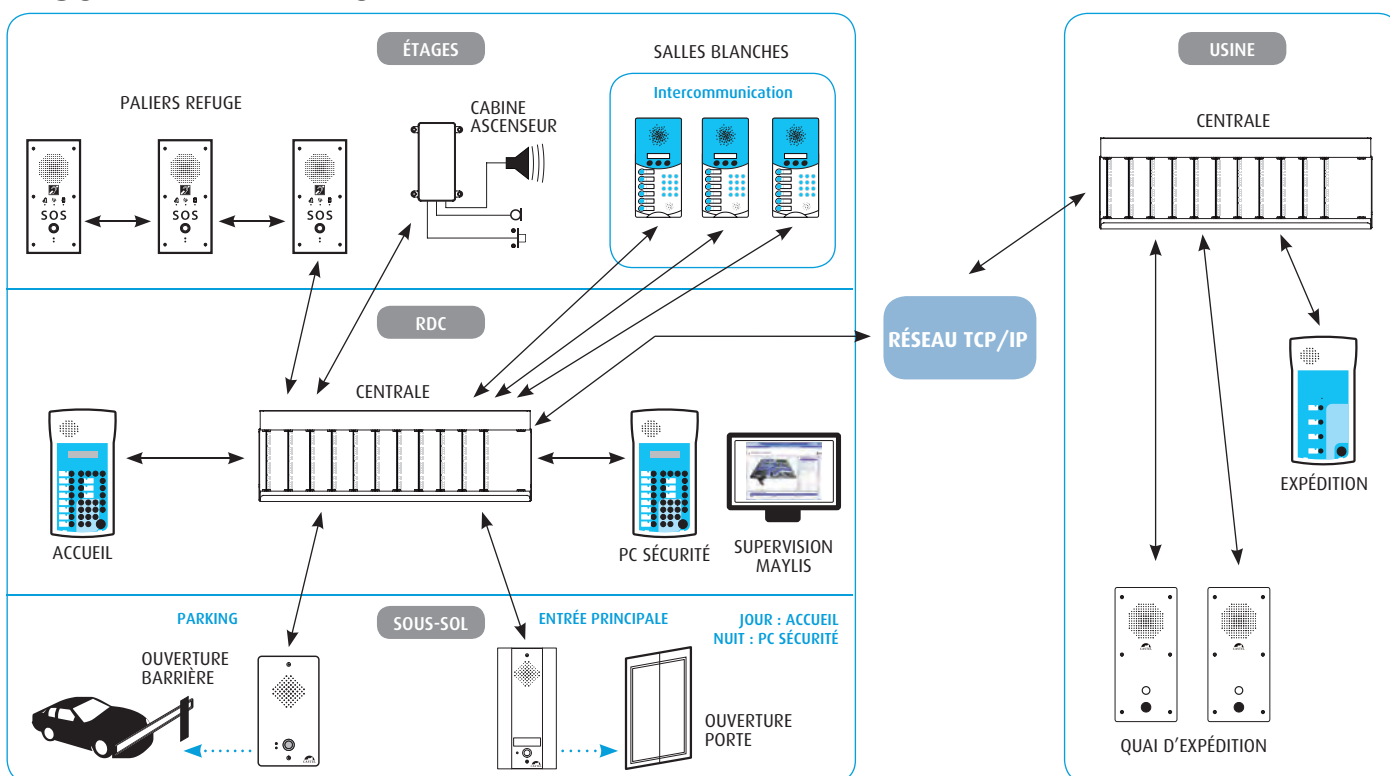 ÉTAGES
SALLES BLANCHES
Intercommunication
PALIERS REFUGE
CABINE
ASCENSEUR
SOS
SOS
SOS
RDC
CENTRALE
ACCUEIL
PC SÉCURITÉ
SUPERVISION
MAYLIS
PARKING
SOUS-SOL
ENTRÉE PRINCIPALE
JOUR : ACCUEIL
NUIT : PC SÉCURITÉ
OUVERTURE
BARRIÈRE
OUVERTURE
PORTE
RÉSEAU TCP/IP
USINE
CENTRALE
EXPÉDITION
QUAI D'EXPÉDITION